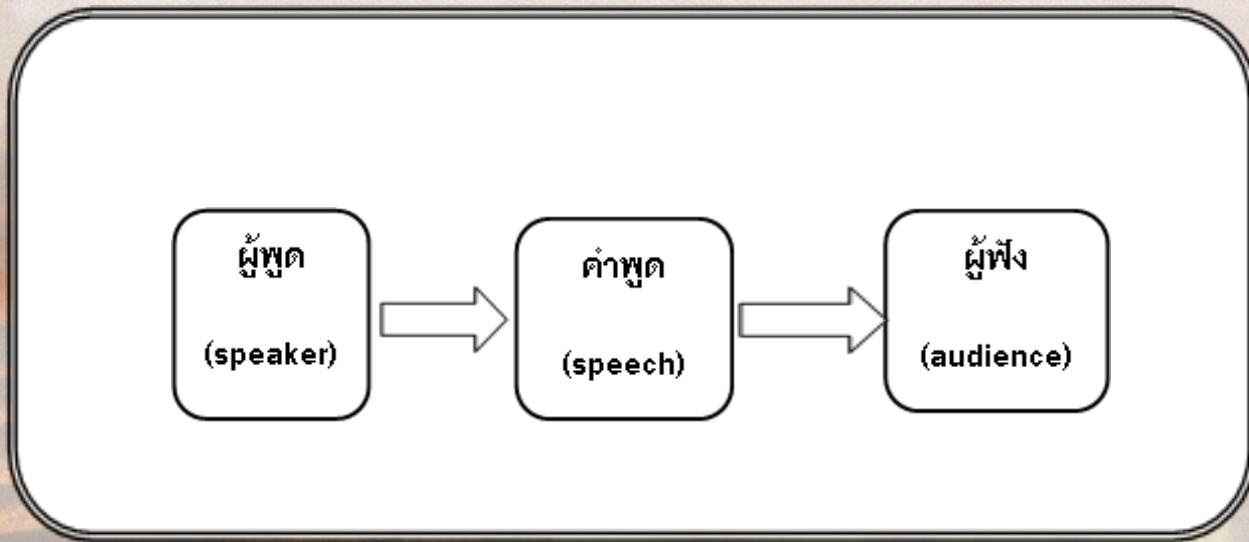 ผู้พูด
(speaker)
คำพูด
(speech)
ผู้ฟัง
(audience)